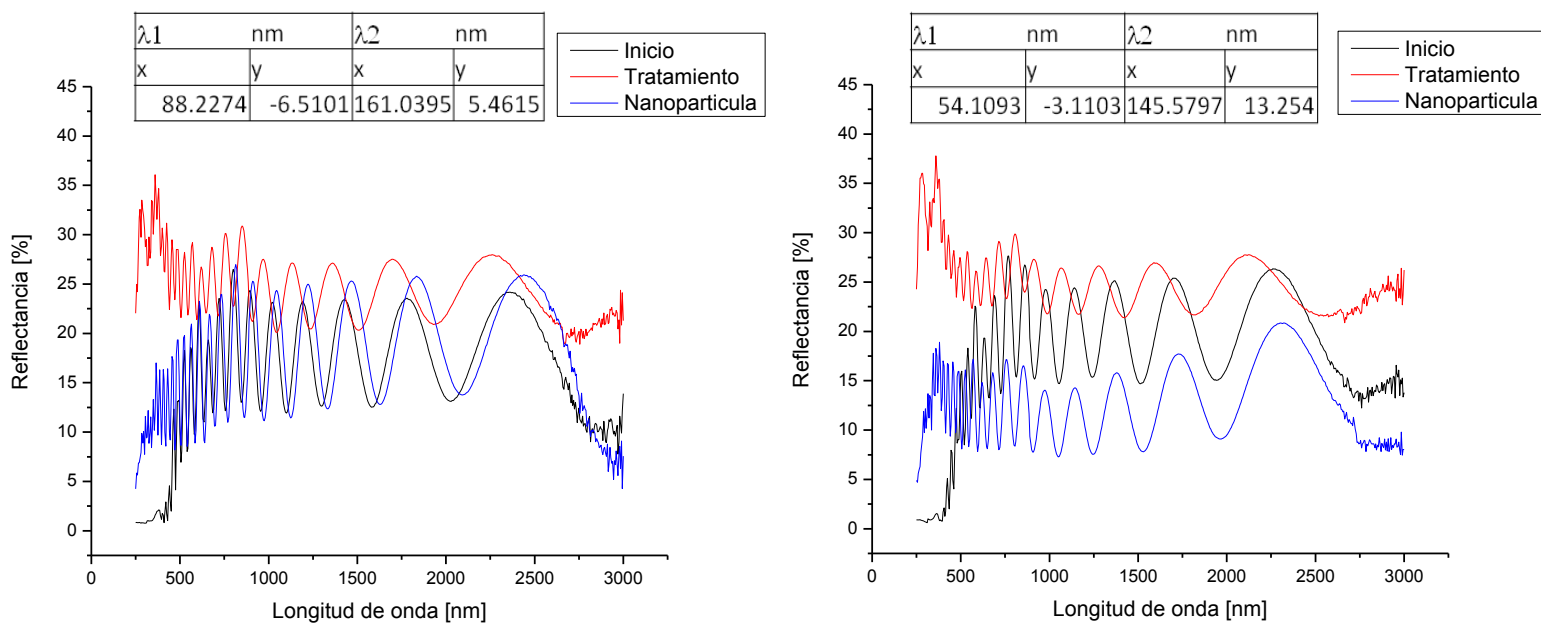 λ1 nm λ2 nm
x y x y
88.2274 -6.5101 161.0395 5.4615
Inicio
Tratamiento
Nanoparticula
45
40
35
30
25
20
15
10
5
0
Reflectancia [%]
0 500 1000 1500 2000 2500 3000
Longitud de onda [nm]
λ1 nm λ2 nm
x y x y
54.1093 -3.1103 145.5797 13.254
Inicio
Tratamiento
Nanoparticula
45
40
35
30
25
20
15
10
5
0
Reflectancia [%]
0 500 1000 1500 2000 2500 3000
Longitud de onda [nm]